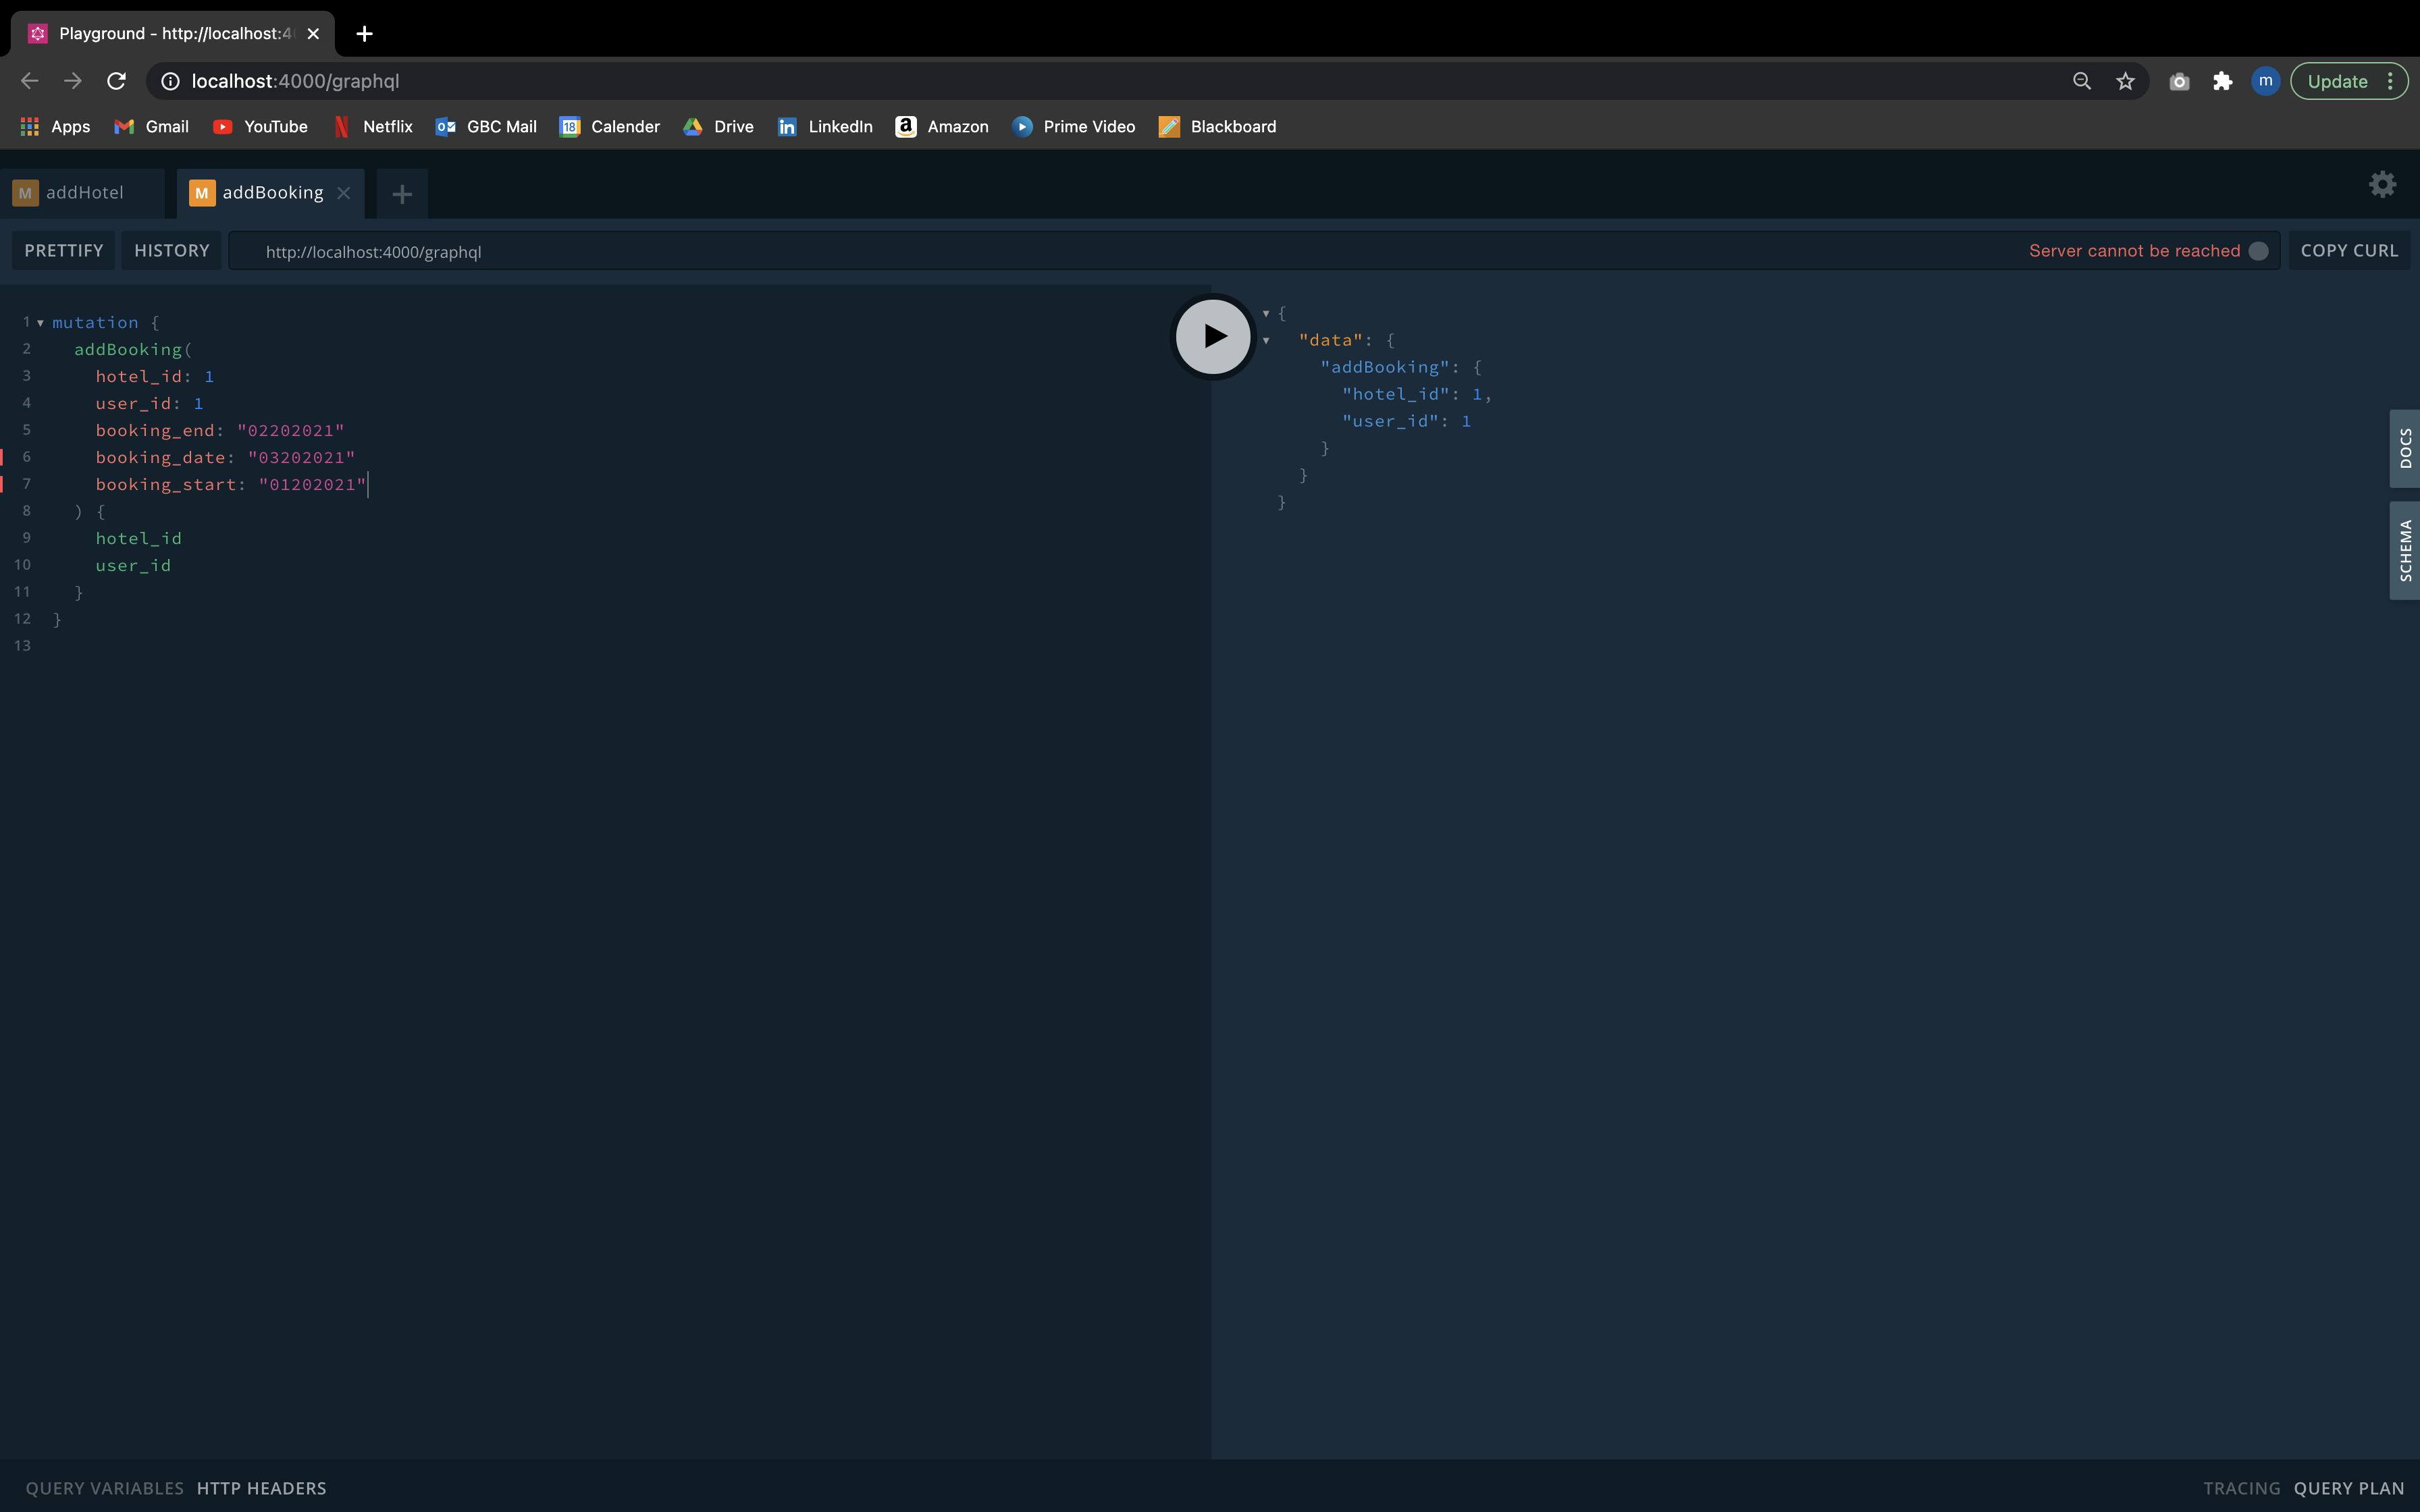 Playground - http://localhost:4
localhost:4000/graphql
m
Update
Apps
Gmail
YouTube
Netflix
GBC Mail
18
Calender
Drive
in
LinkedIn
a
Amazon
Prime Video
Blackboard
M addHotel
M addBooking
PRETTIFY
HISTORY
http://localhost:4000/graphql
Server cannot be reached
COPY CURL
1 mutation {
2 addBooking(
3 hotel_id: 1
4 user_id: 1
5 booking_end: "02202021"
6 booking_date: "03202021"
7 booking_start: "01202021"
8 ) {
9 hotel_id
10 user_id
11 }
12 }
13
{
"data": {
"addBooking": {
"hotel_id": 1,
"user_id": 1
}
}
}
DOCS
SCHEMA
QUERY VARIABLES
HTTP HEADERS
TRACING
QUERY PLAN